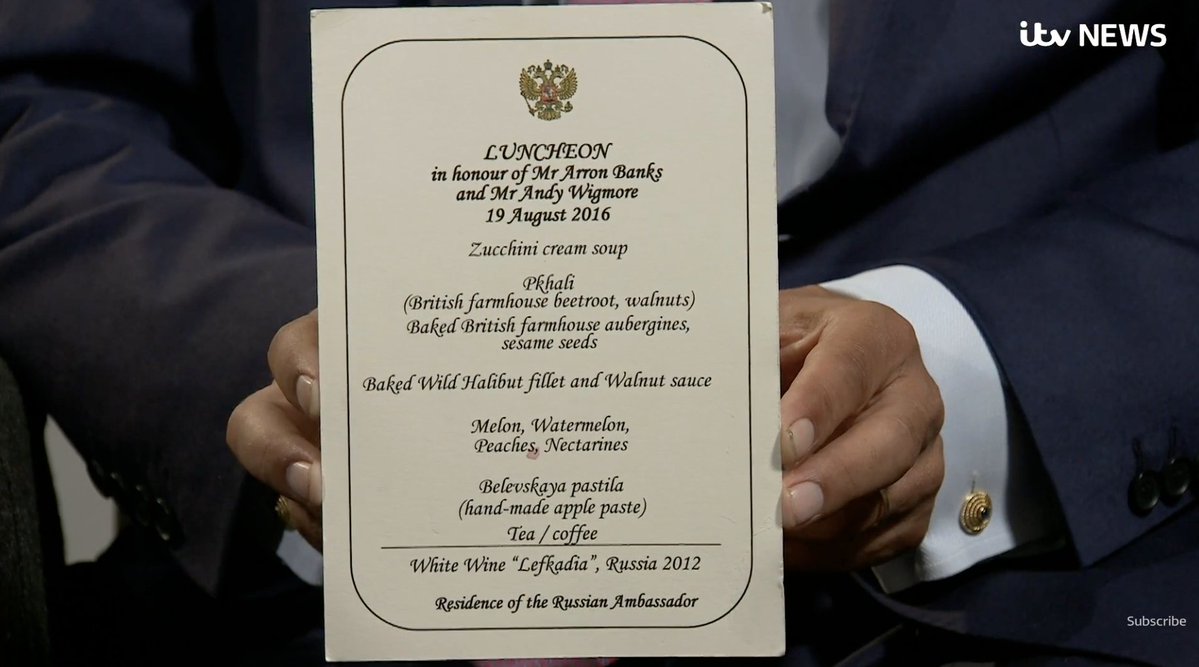 itv NEWS
LUNCHEON
in honour of Mr Arron Banks
and Mr Andy Wigmore
19 August 2016
Zucchini cream soup
Pkhali
(British farmhouse beetroot, walnuts)
Baked British farmhouse aubergines,
sesame seeds
Baked Wild Halibut fillet and Walnut sauce
Melon, Watermelon,
Peaches, Nectarines
Belevskaya pastila
(hand-made apple paste)
Tea / coffee
White Wine “Lefkadia”, Russia 2012
Residence of the Russian Ambassador
Subscribe